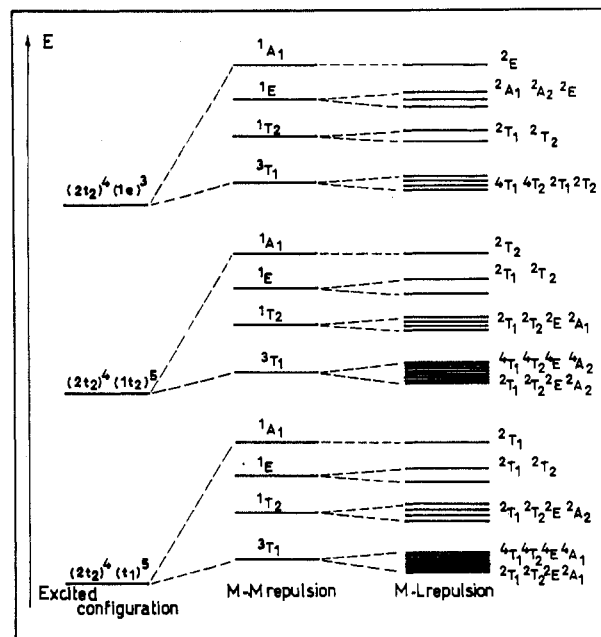 E
¹A₁ ²E
¹E ²A₁ ²A₂ ²E
¹T₂ ²T₁ ²T₂
³T₁ ⁴T₁ ⁴T₂ ²T₁ ²T₂
(2t₂)⁴(1e)³
¹A₁ ²T₂
¹E ²T₁ ²T₂
¹T₂ ²T₁ ²T₂ ²E ²A₁
³T₁ ⁴T₁ ⁴T₂ ⁴E ⁴A₂
²T₁ ²T₂ ²E ²A₂
(2t₂)⁴(1t₂)⁵
¹A₁ ²T₁
¹E ²T₁ ²T₂
¹T₂ ²T₁ ²T₂ ²E ²A₂
³T₁ ⁴T₁ ⁴T₂ ⁴E ⁴A₁
²T₁ ²T₂ ²E ²A₁
(2t₂)⁴(t₁)⁵
Excited configuration M-M repulsion M-L repulsion